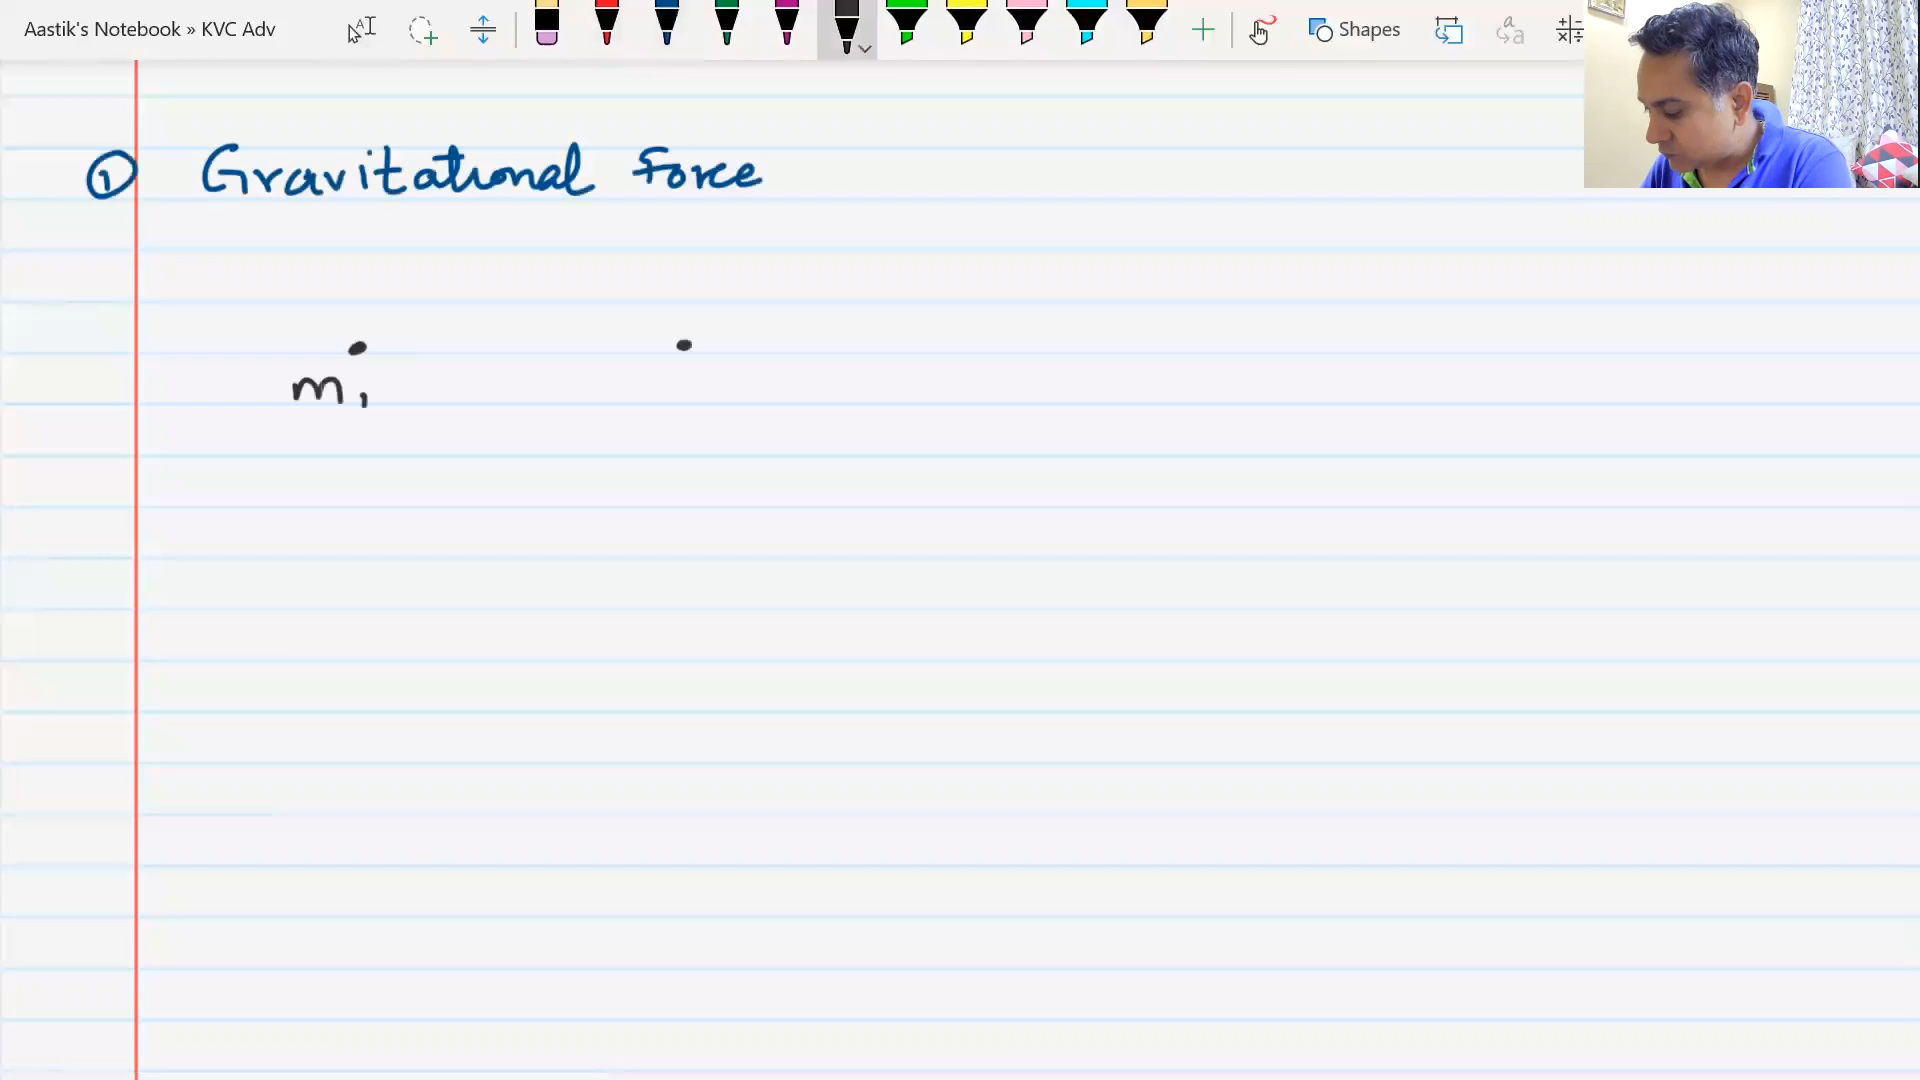 Aastik's Notebook » KVC Adv
Shapes
① Gravitational Force
m₁